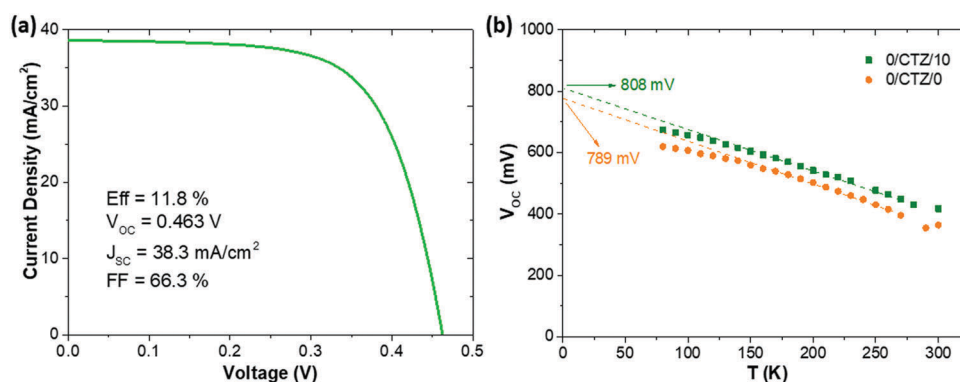 (a)
40
30
20
10
0
Current Density (mA/cm²)
Eff = 11.8 %
V_OC = 0.463 V
J_SC = 38.3 mA/cm²
FF = 66.3 %
0.0 0.1 0.2 0.3 0.4 0.5
Voltage (V)
(b)
1000
800
600
400
200
0
V_OC (mV)
0/CTZ/10
0/CTZ/0
808 mV
789 mV
0 50 100 150 200 250 300
T (K)